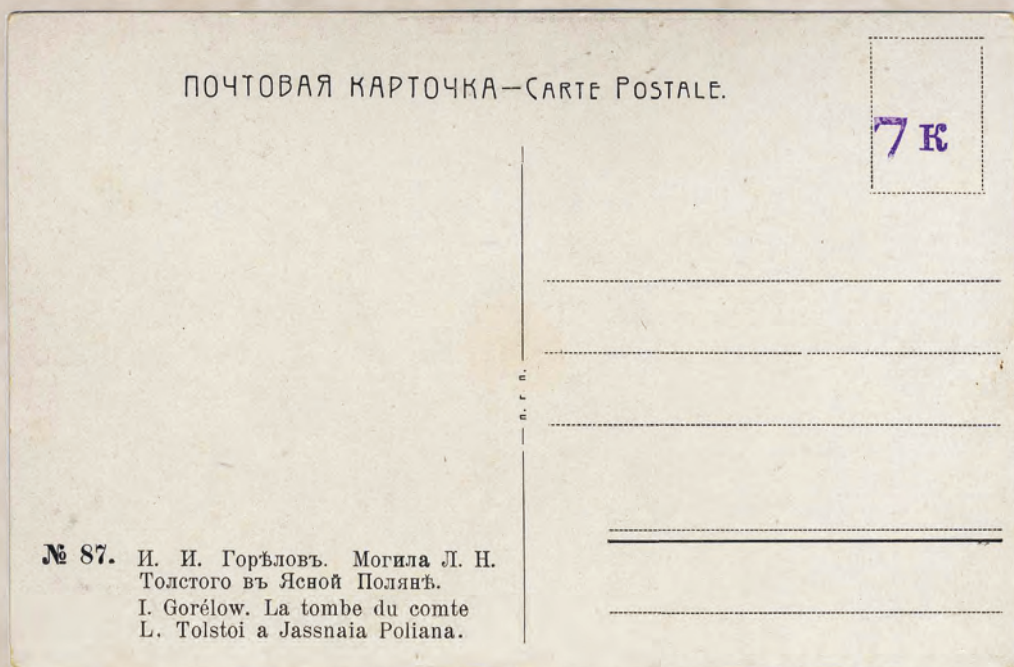 ПОЧТОВАЯ КАРТОЧКА—CARTE POSTALE.
7 К
п. г. п.
№ 87. И. И. Горѣловъ. Могила Л. Н.
Толстого въ Ясной Полянѣ.
I. Gorélow. La tombe du comte
L. Tolstoi a Jassnaia Poliana.